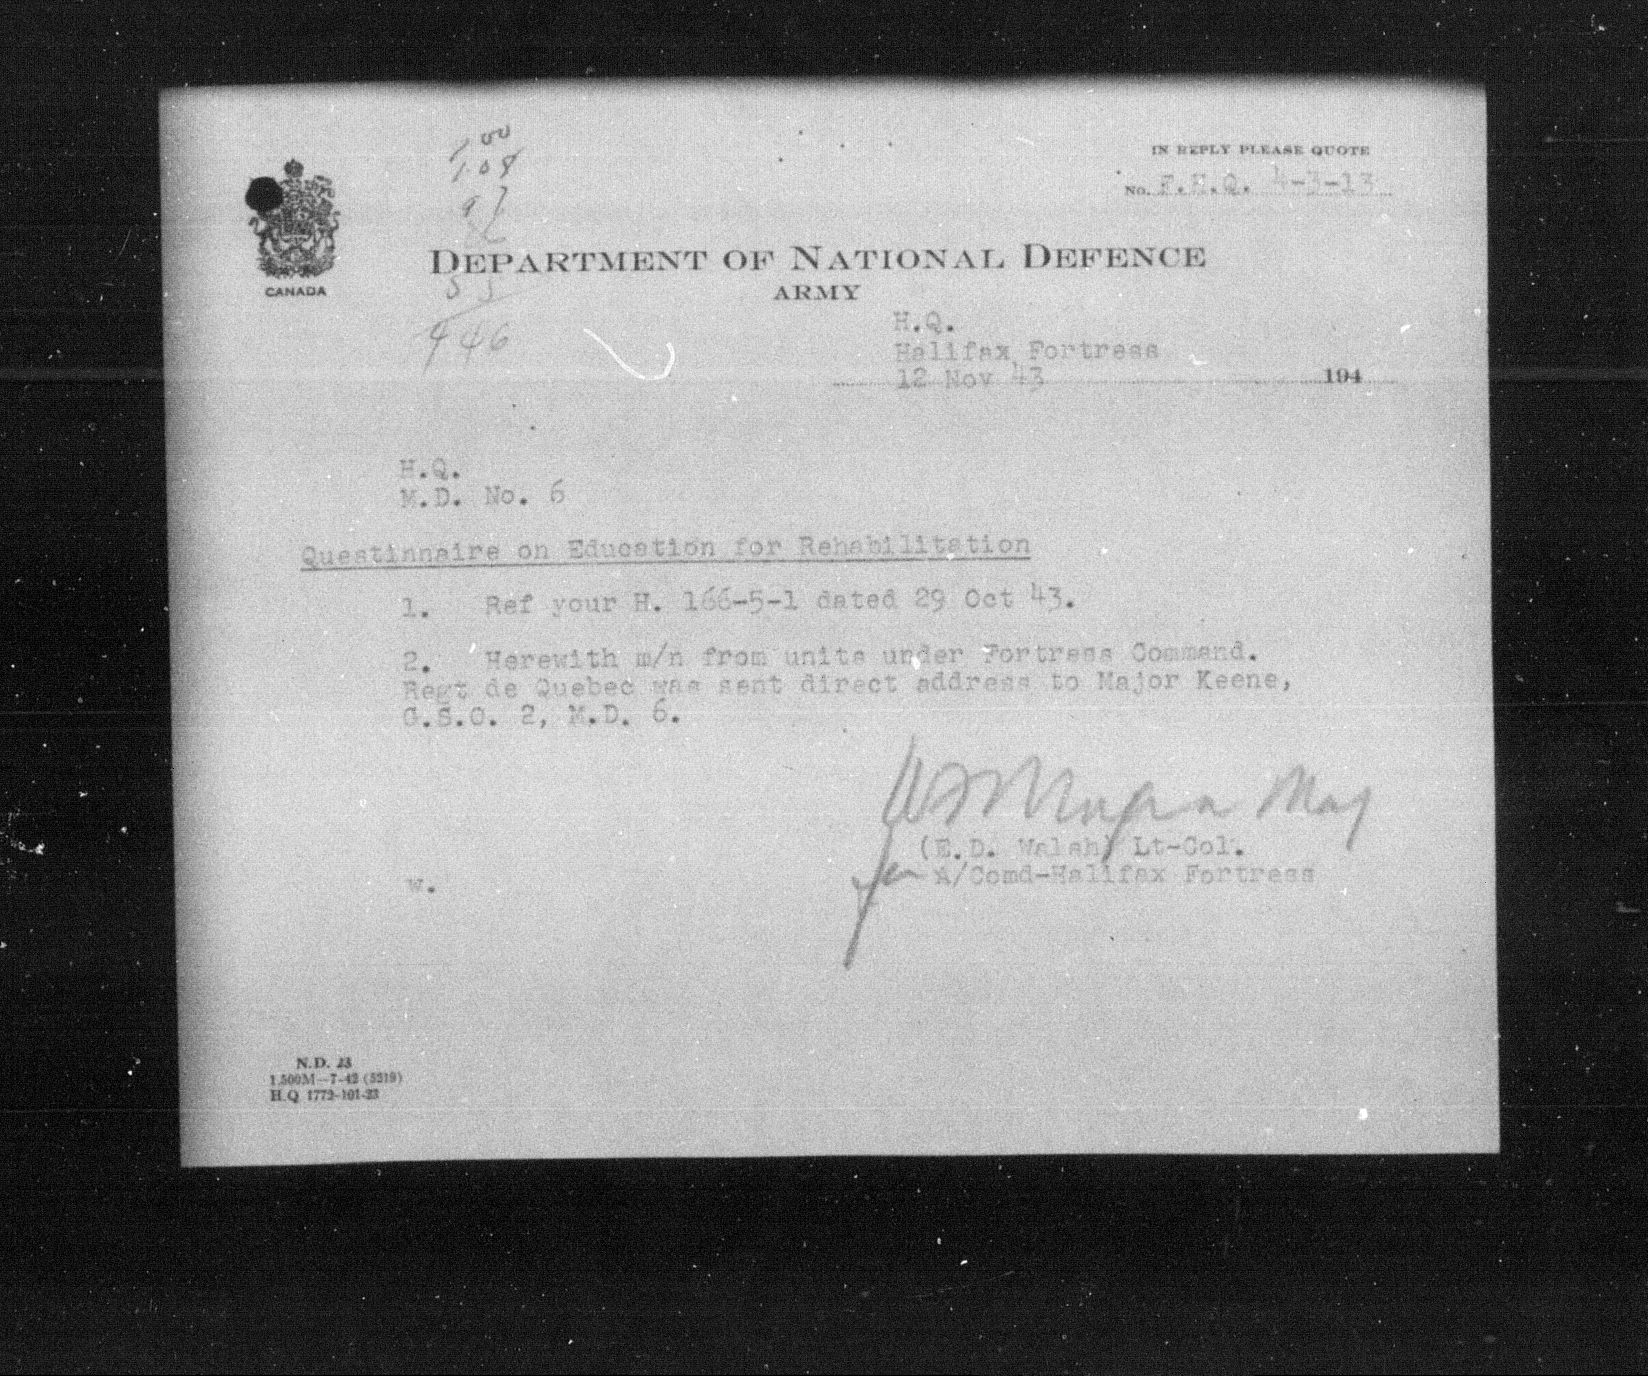 IN REPLY PLEASE QUOTE
No. F.H.Q. 4-3-13
CANADA
DEPARTMENT OF NATIONAL DEFENCE
ARMY
446
H.Q.
Halifax Fortress
12 Nov 43 194
H.Q.
M.D. No. 6
Questinnaire on Education for Rehabilitation
1. Ref your H. 166-5-1 dated 29 Oct 43.
2. Herewith m/n from units under Fortress Command.
Regt de Quebec was sent direct address to Major Keene,
G.S.O. 2, M.D. 6.
Maj
(E.D. Walsh) Lt-Col.
for A/Comd-Halifax Fortress
w.
N.D. 23
1,500M—7-42 (5219)
H.Q. 1772-101-23